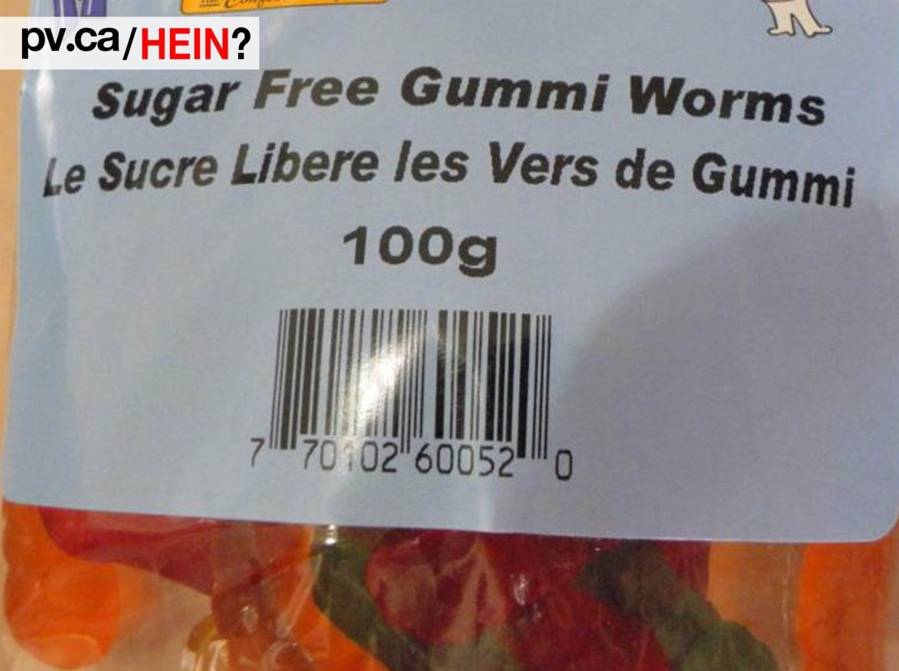 pv.ca/HEIN?
Sugar Free Gummi Worms
Le Sucre Libere les Vers de Gummi
100g
7 70102 60052 0